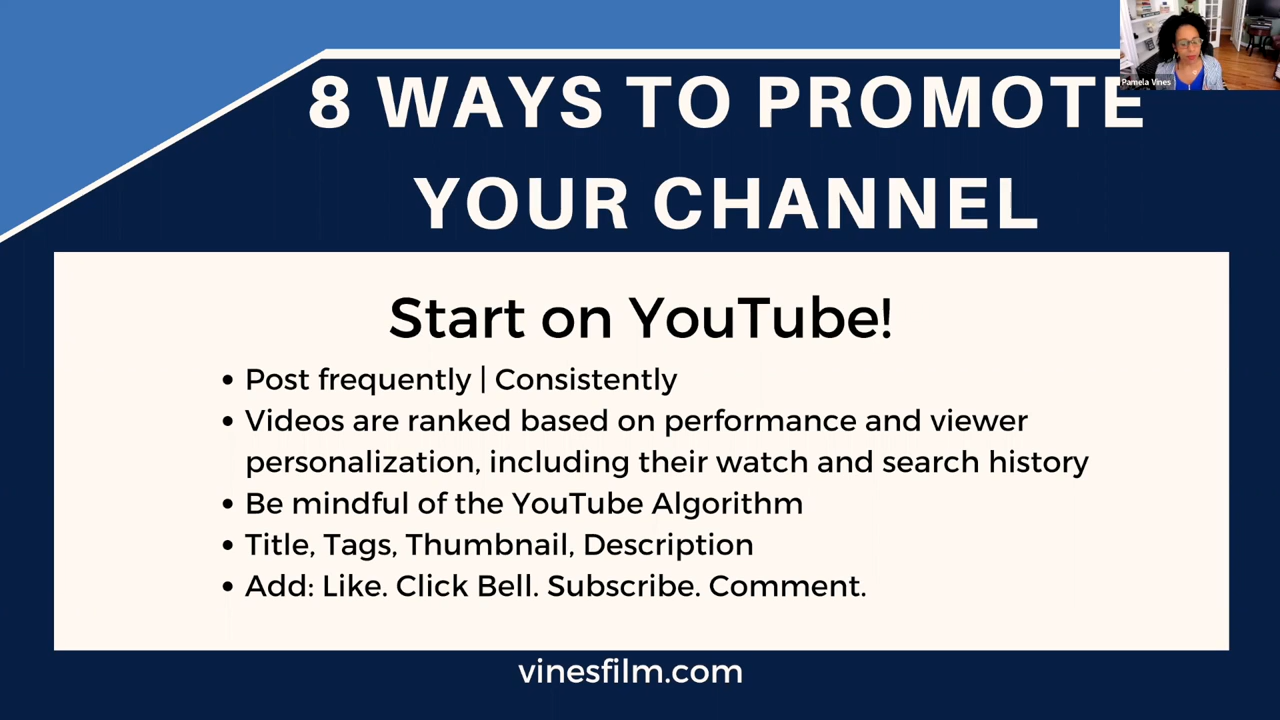 Pamela Vines
8 WAYS TO PROMOTE
YOUR CHANNEL
Start on YouTube!
• Post frequently | Consistently
• Videos are ranked based on performance and viewer
personalization, including their watch and search history
• Be mindful of the YouTube Algorithm
• Title, Tags, Thumbnail, Description
• Add: Like. Click Bell. Subscribe. Comment.
vinesfilm.com